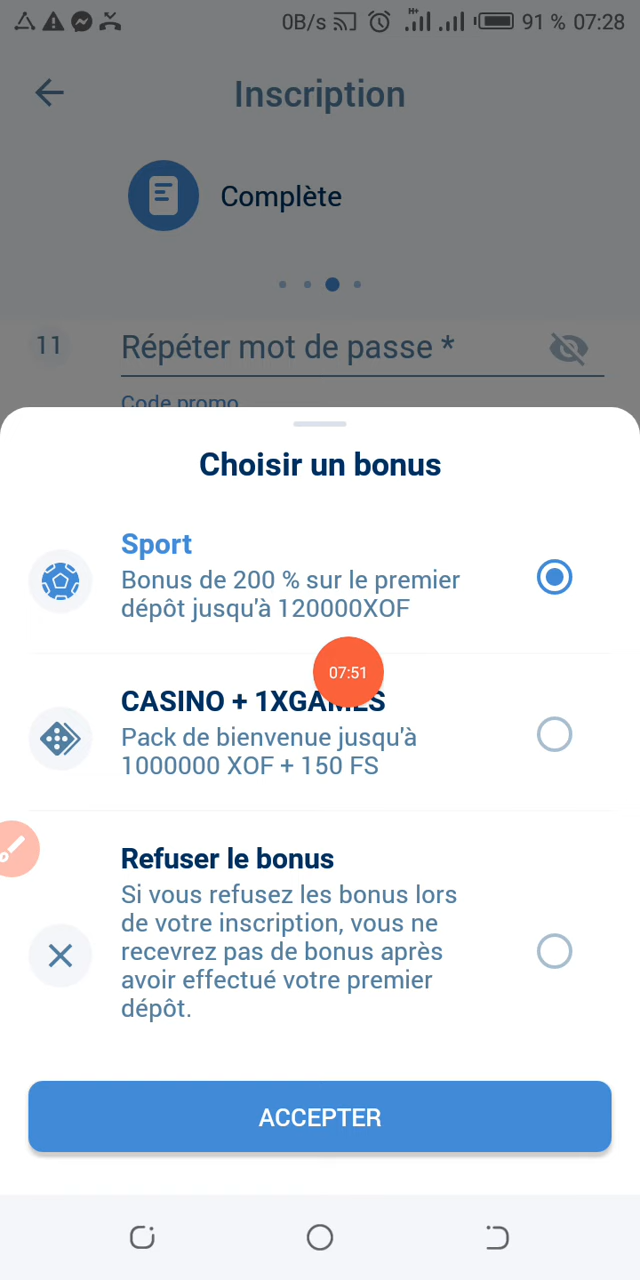 0B/s H+ 91 % 07:28
Inscription
Complète
11 Répéter mot de passe *
Code promo
Choisir un bonus
Sport
Bonus de 200 % sur le premier
dépôt jusqu'à 120000XOF
07:51
CASINO + 1XGAMES
Pack de bienvenue jusqu'à
1000000 XOF + 150 FS
Refuser le bonus
Si vous refusez les bonus lors
de votre inscription, vous ne
recevrez pas de bonus après
avoir effectué votre premier
dépôt.
ACCEPTER